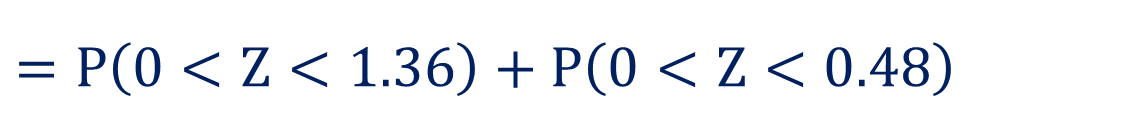 = P(0 < Z < 1.36) + P(0 < Z < 0.48)